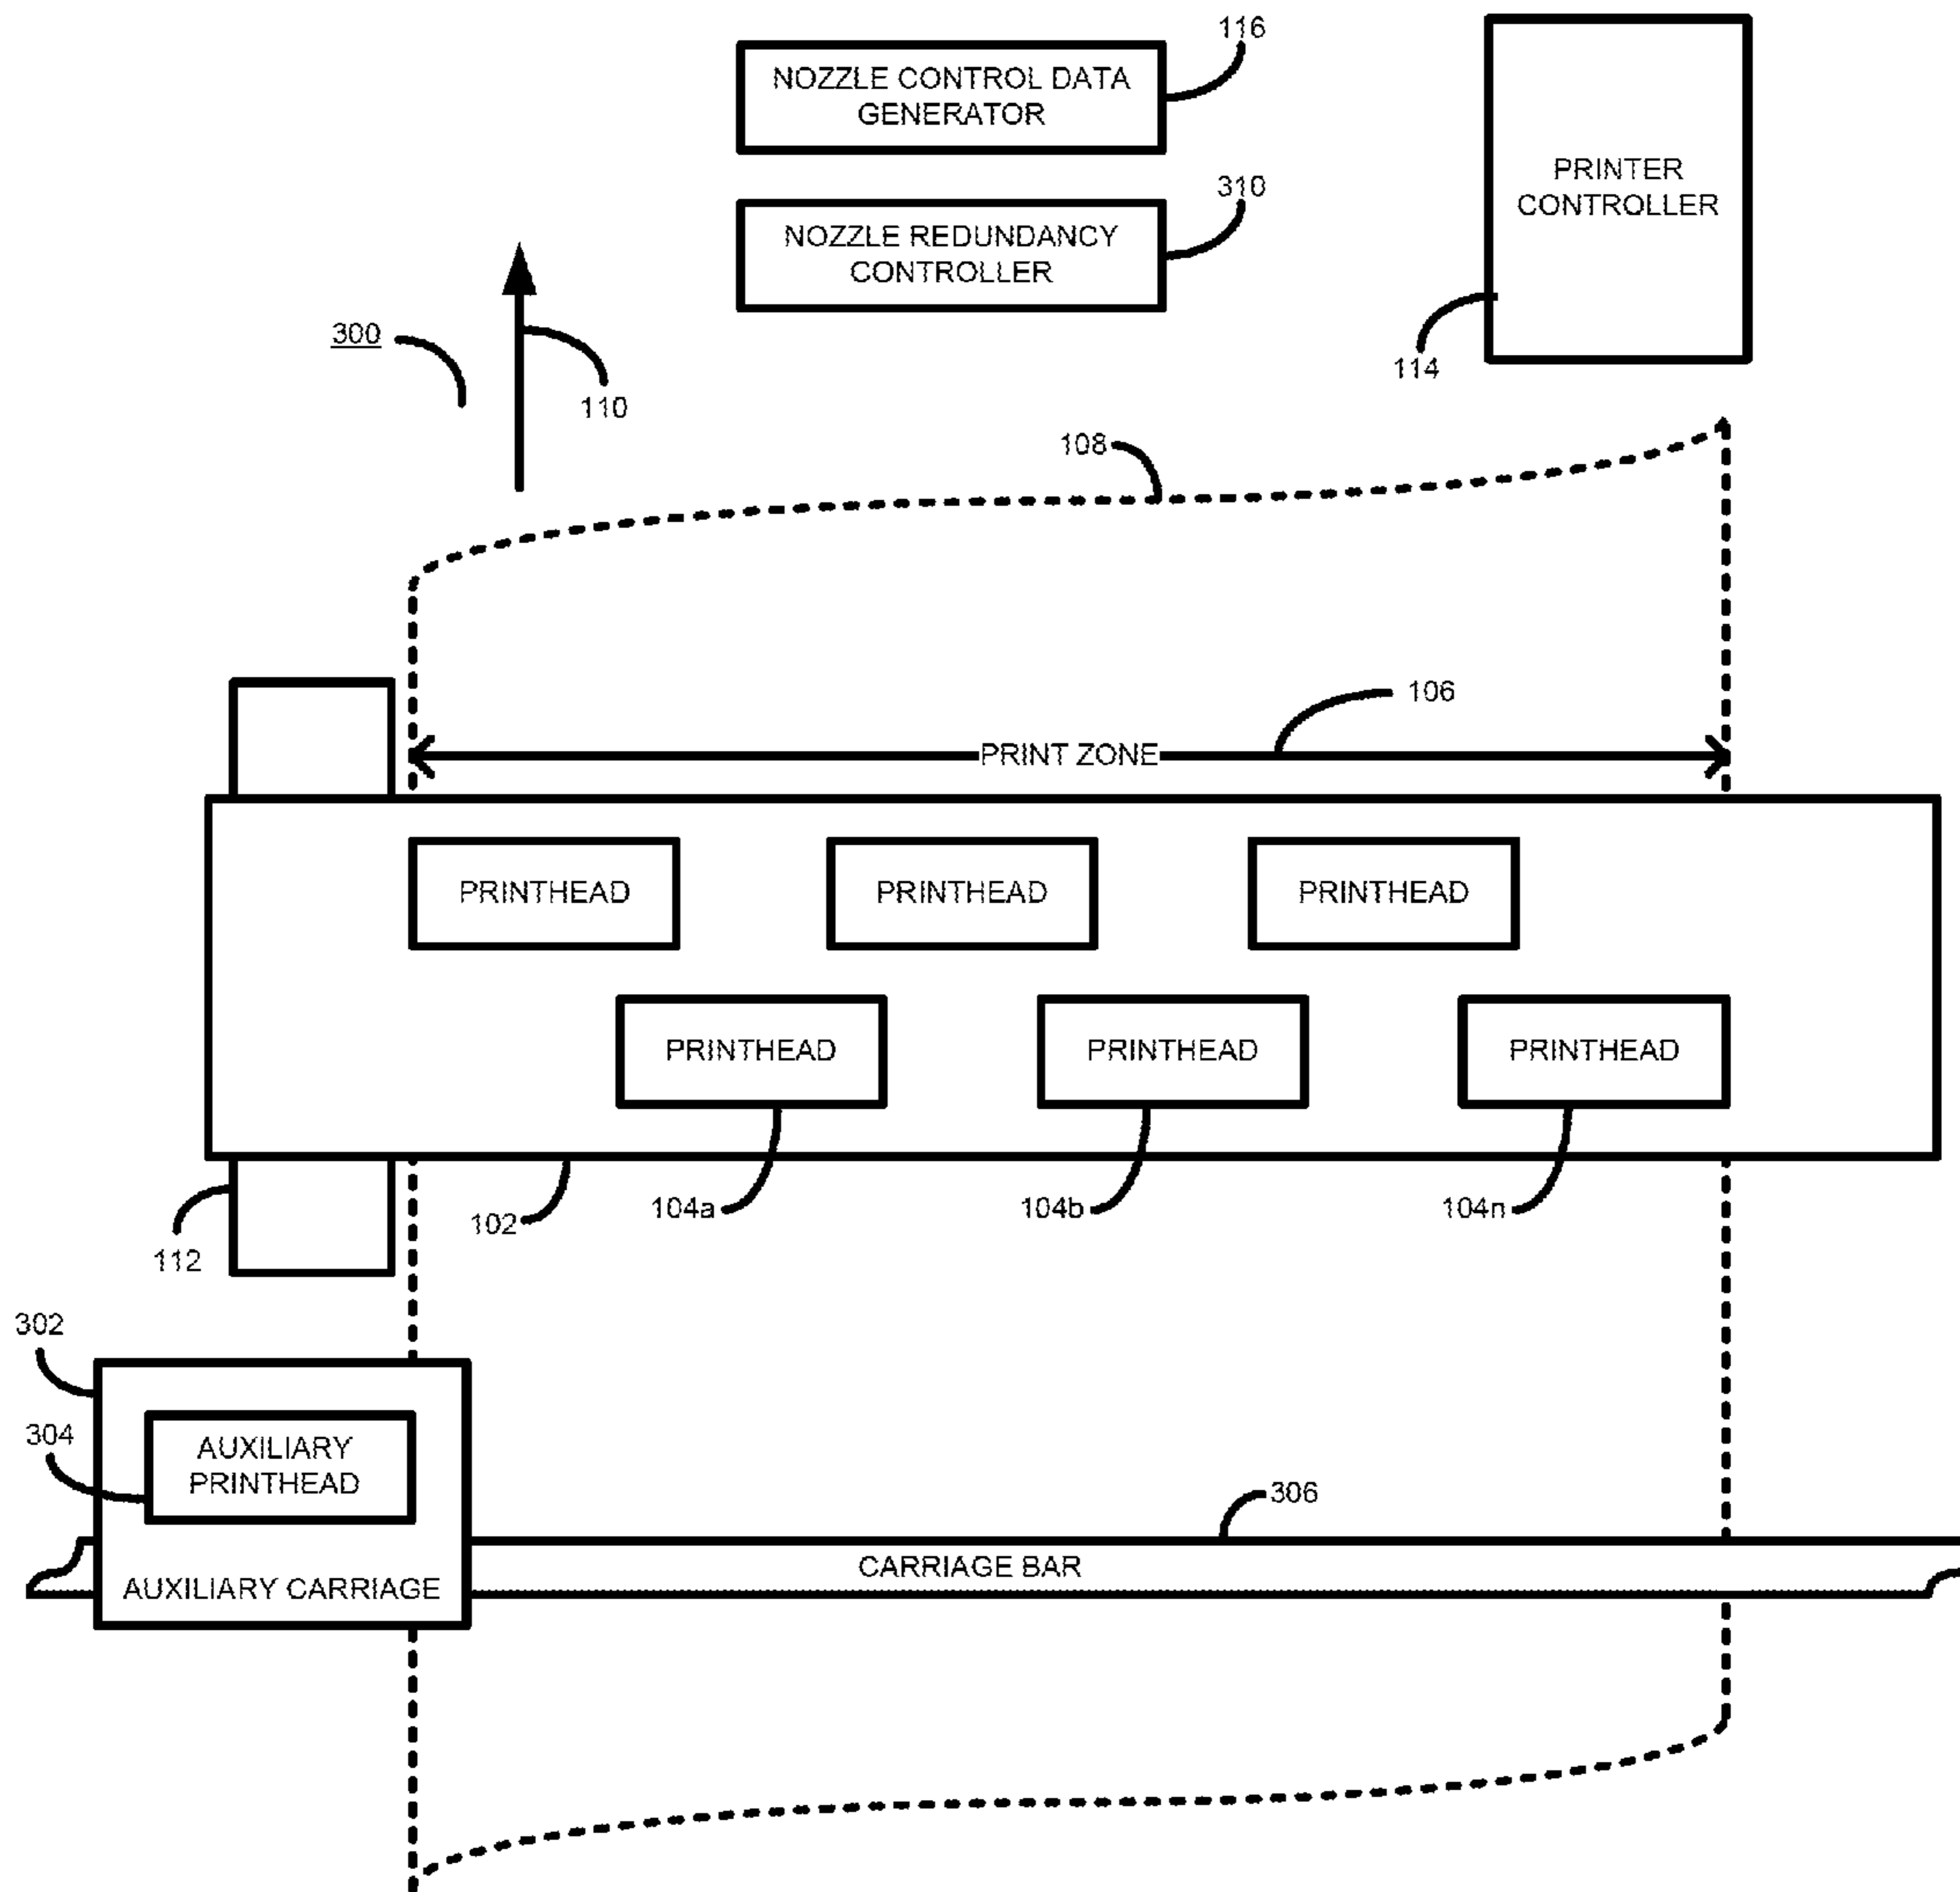 116
NOZZLE CONTROL DATA
GENERATOR
PRINTER
CONTROLLER
310
NOZZLE REDUNDANCY
CONTROLLER
300
114
110
108
106
PRINT ZONE
PRINTHEAD
PRINTHEAD
PRINTHEAD
PRINTHEAD
PRINTHEAD
PRINTHEAD
104a
104b
104n
102
112
302
304
AUXILIARY
PRINTHEAD
306
CARRIAGE BAR
AUXILIARY CARRIAGE